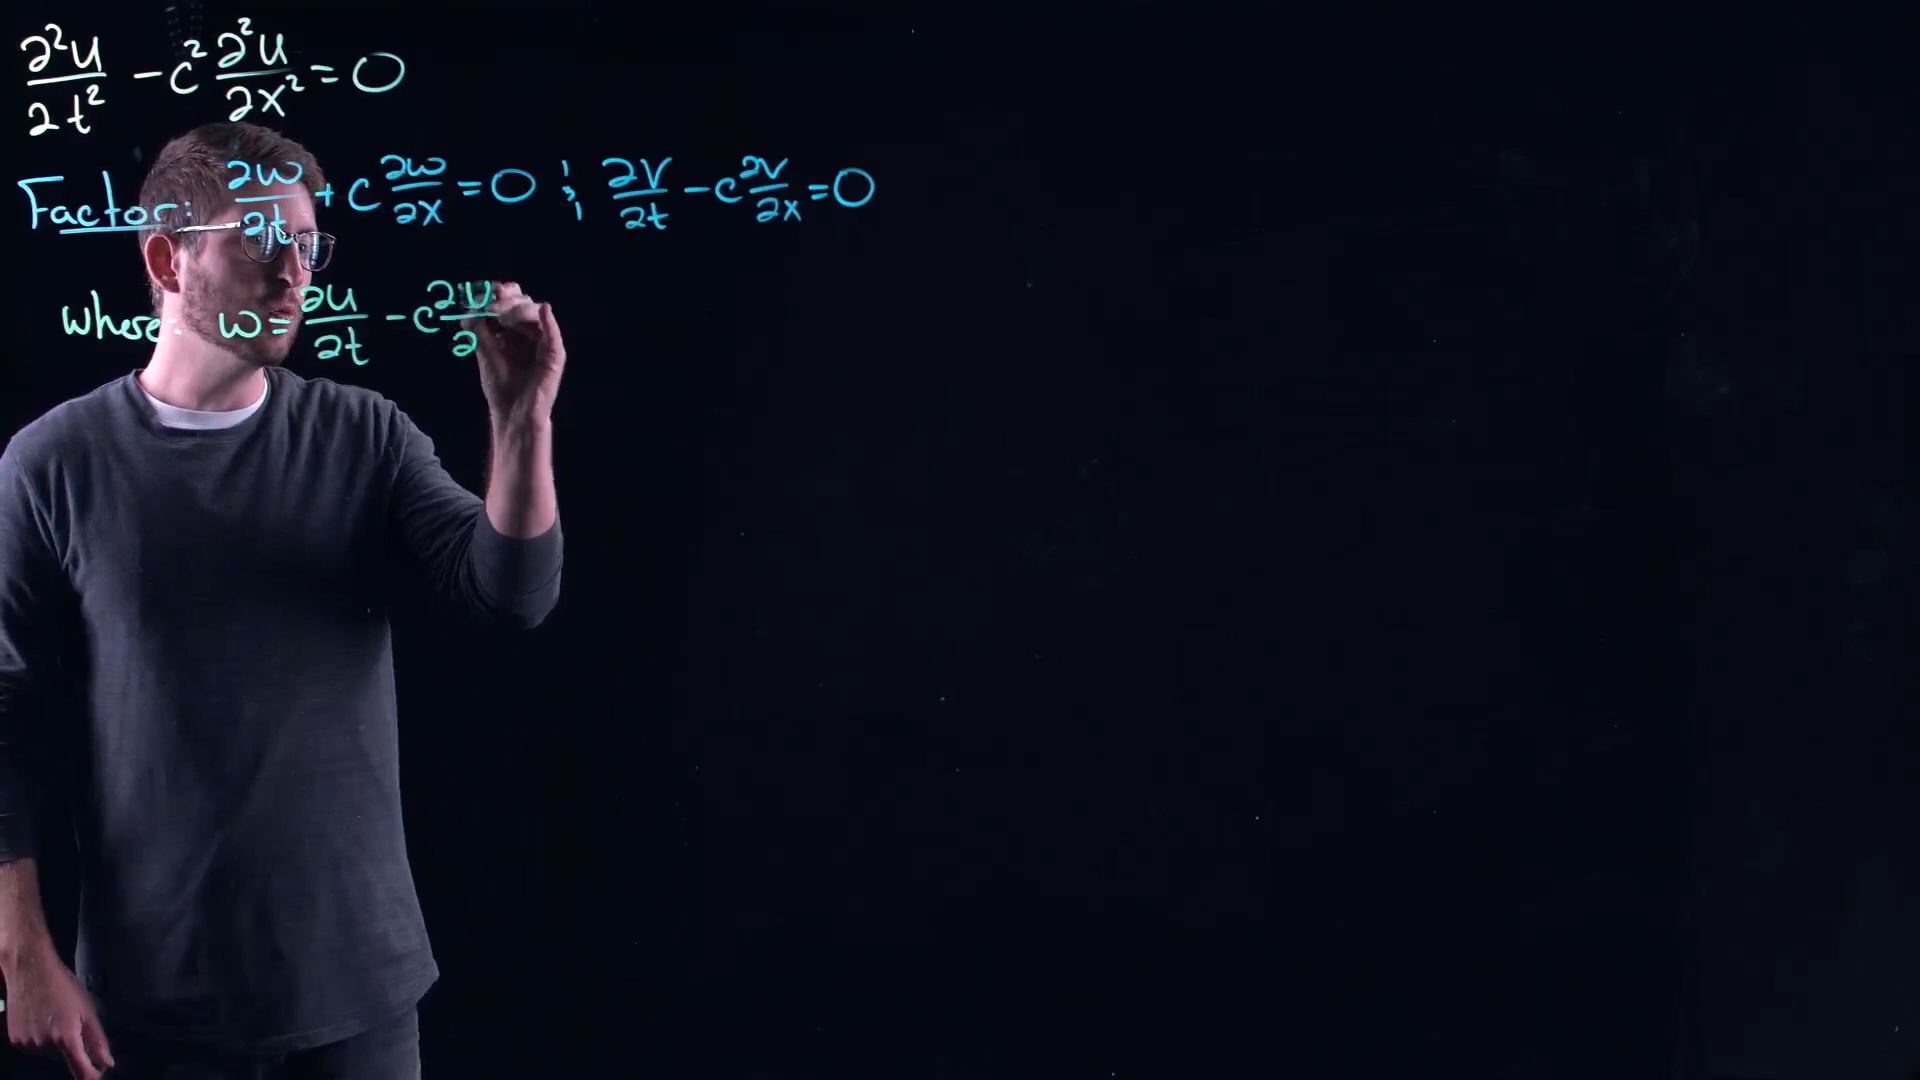 ∂²u/∂t² - c² ∂²u/∂x² = 0
Factor: ∂w/∂t + c ∂w/∂x = 0 ; ∂v/∂t - c ∂v/∂x = 0
where: w = ∂u/∂t - c ∂u/∂